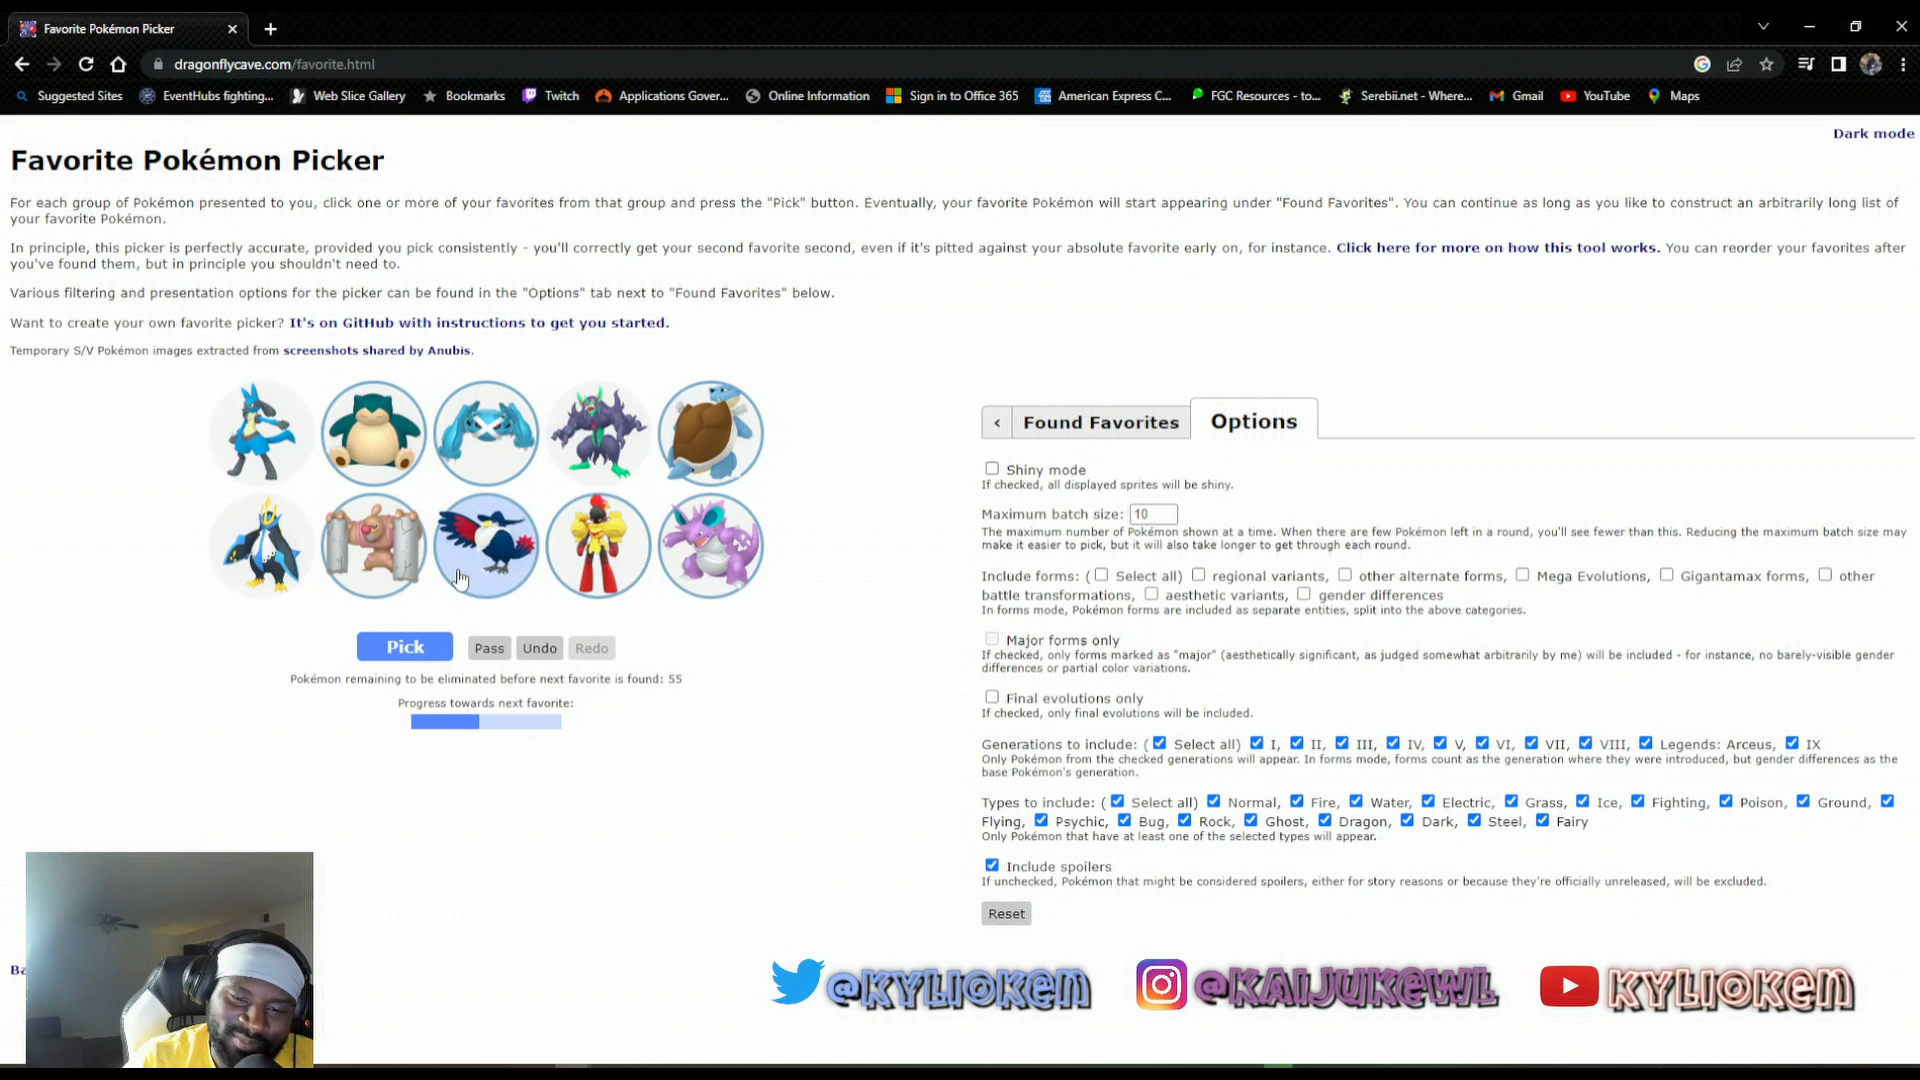 Favorite Pokémon Picker
dragonflycave.com/favorite.html
Suggested Sites
EventHubs fighting...
Web Slice Gallery
Bookmarks
Twitch
Applications Gover...
Online Information
Sign in to Office 365
American Express C...
FGC Resources - to...
Serebii.net - Where...
Gmail
YouTube
Maps
Dark mode
Favorite Pokémon Picker
For each group of Pokémon presented to you, click one or more of your favorites from that group and press the "Pick" button. Eventually, your favorite Pokémon will start appearing under "Found Favorites". You can continue as long as you like to construct an arbitrarily long list of
your favorite Pokémon.
In principle, this picker is perfectly accurate, provided you pick consistently - you'll correctly get your second favorite second, even if it's pitted against your absolute favorite early on, for instance. Click here for more on how this tool works. You can reorder your favorites after
you've found them, but in principle you shouldn't need to.
Various filtering and presentation options for the picker can be found in the "Options" tab next to "Found Favorites" below.
Want to create your own favorite picker? It's on GitHub with instructions to get you started.
Temporary S/V Pokémon images extracted from screenshots shared by Anubis.
Pick
Pass
Undo
Redo
Pokémon remaining to be eliminated before next favorite is found: 55
Progress towards next favorite:
‹ Found Favorites
Options
Shiny mode
If checked, all displayed sprites will be shiny.
Maximum batch size: 10
The maximum number of Pokémon shown at a time. When there are few Pokémon left in a round, you'll see fewer than this. Reducing the maximum batch size may
make it easier to pick, but it will also take longer to get through each round.
Include forms: ( Select all) regional variants, other alternate forms, Mega Evolutions, Gigantamax forms, other
battle transformations, aesthetic variants, gender differences
In forms mode, Pokémon forms are included as separate entities, split into the above categories.
Major forms only
If checked, only forms marked as "major" (aesthetically significant, as judged somewhat arbitrarily by me) will be included - for instance, no barely-visible gender
differences or partial color variations.
Final evolutions only
If checked, only final evolutions will be included.
Generations to include: ( Select all) I, II, III, IV, V, VI, VII, VIII, Legends: Arceus, IX
Only Pokémon from the checked generations will appear. In forms mode, forms count as the generation where they were introduced, but gender differences as the
base Pokémon's generation.
Types to include: ( Select all) Normal, Fire, Water, Electric, Grass, Ice, Fighting, Poison, Ground,
Flying, Psychic, Bug, Rock, Ghost, Dragon, Dark, Steel, Fairy
Only Pokémon that have at least one of the selected types will appear.
Include spoilers
If unchecked, Pokémon that might be considered spoilers, either for story reasons or because they're officially unreleased, will be excluded.
Reset
Ba
@KYLIOKEN
@KAIJUKEWL
KYLIOKEN